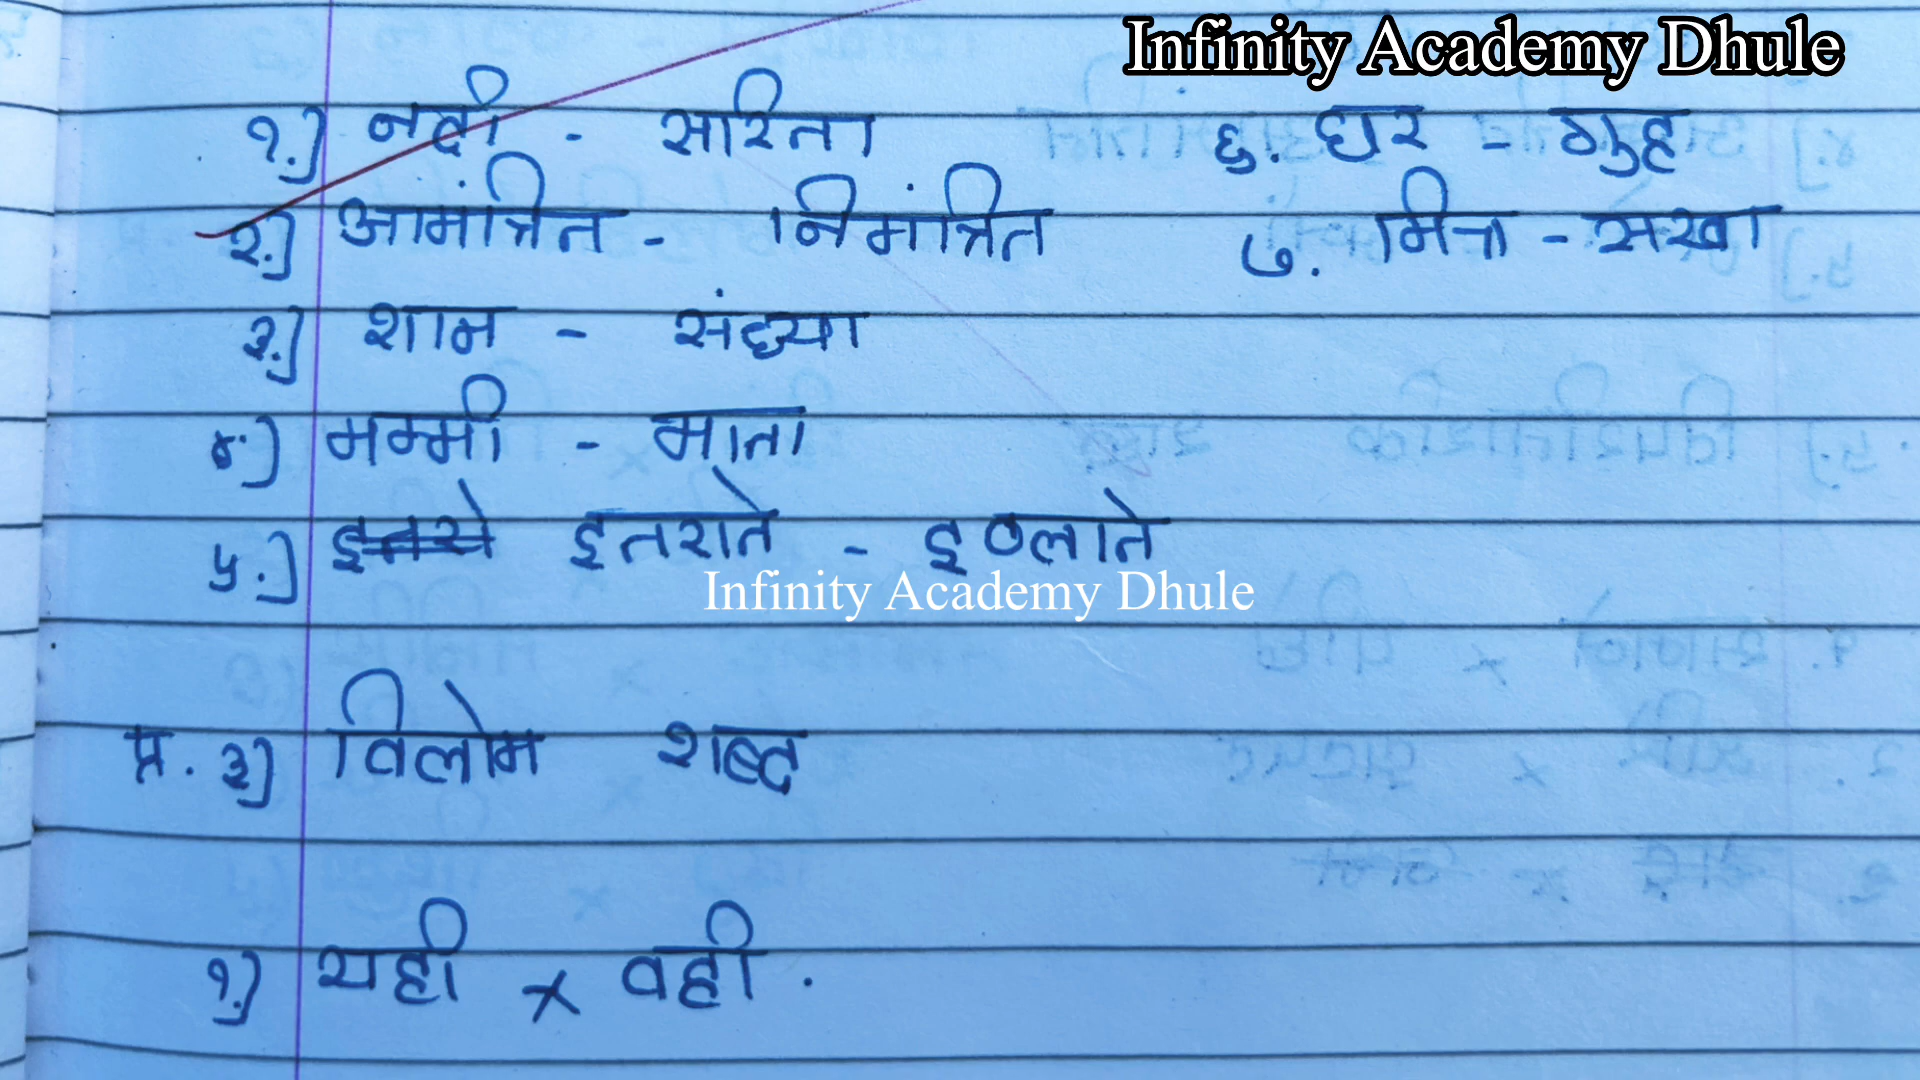 Infinity Academy Dhule
१.) नदी - सरिता
६. घर - गुह
२.) आमंत्रित - निमंत्रित
७. मित्र - सखा
३.) शाम - संध्या
४.) मम्मी - माता
५.) इतराते - इठलाते
Infinity Academy Dhule
प्र. ३) विलोम शब्द
१.) यही × वही .